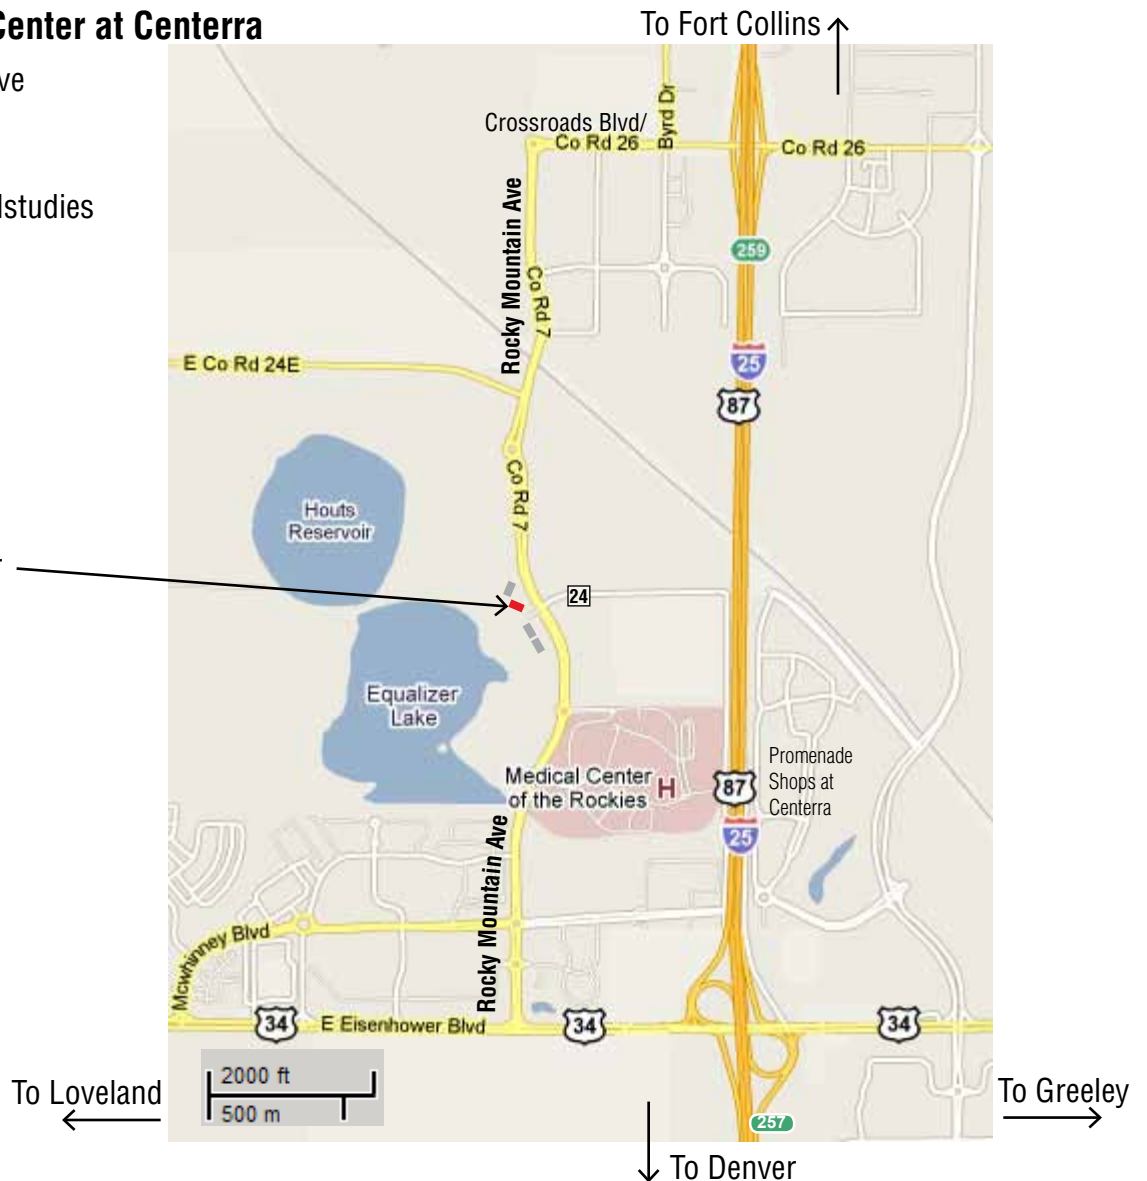 Center at Centerra
To Fort Collins
ve
lstudies
Crossroads Blvd/
Co Rd 26
Byrd Dr
Co Rd 26
Rocky Mountain Ave
Co Rd 7
259
25
87
E Co Rd 24E
Co Rd 7
Houts
Reservoir
24
Equalizer
Lake
Medical Center
of the Rockies
H
87
Promenade
Shops at
Centerra
25
Rocky Mountain Ave
Mcwhinney Blvd
34
E Eisenhower Blvd
34
34
2000 ft
500 m
To Loveland
To Greeley
257
To Denver